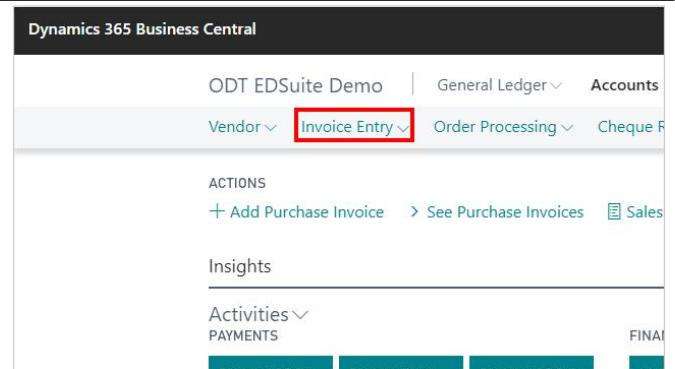 Dynamics 365 Business Central
ODT EDSuite Demo General Ledger Accounts
Vendor Invoice Entry Order Processing Cheque R
ACTIONS
+ Add Purchase Invoice > See Purchase Invoices Sales
Insights
Activities
PAYMENTS FINA